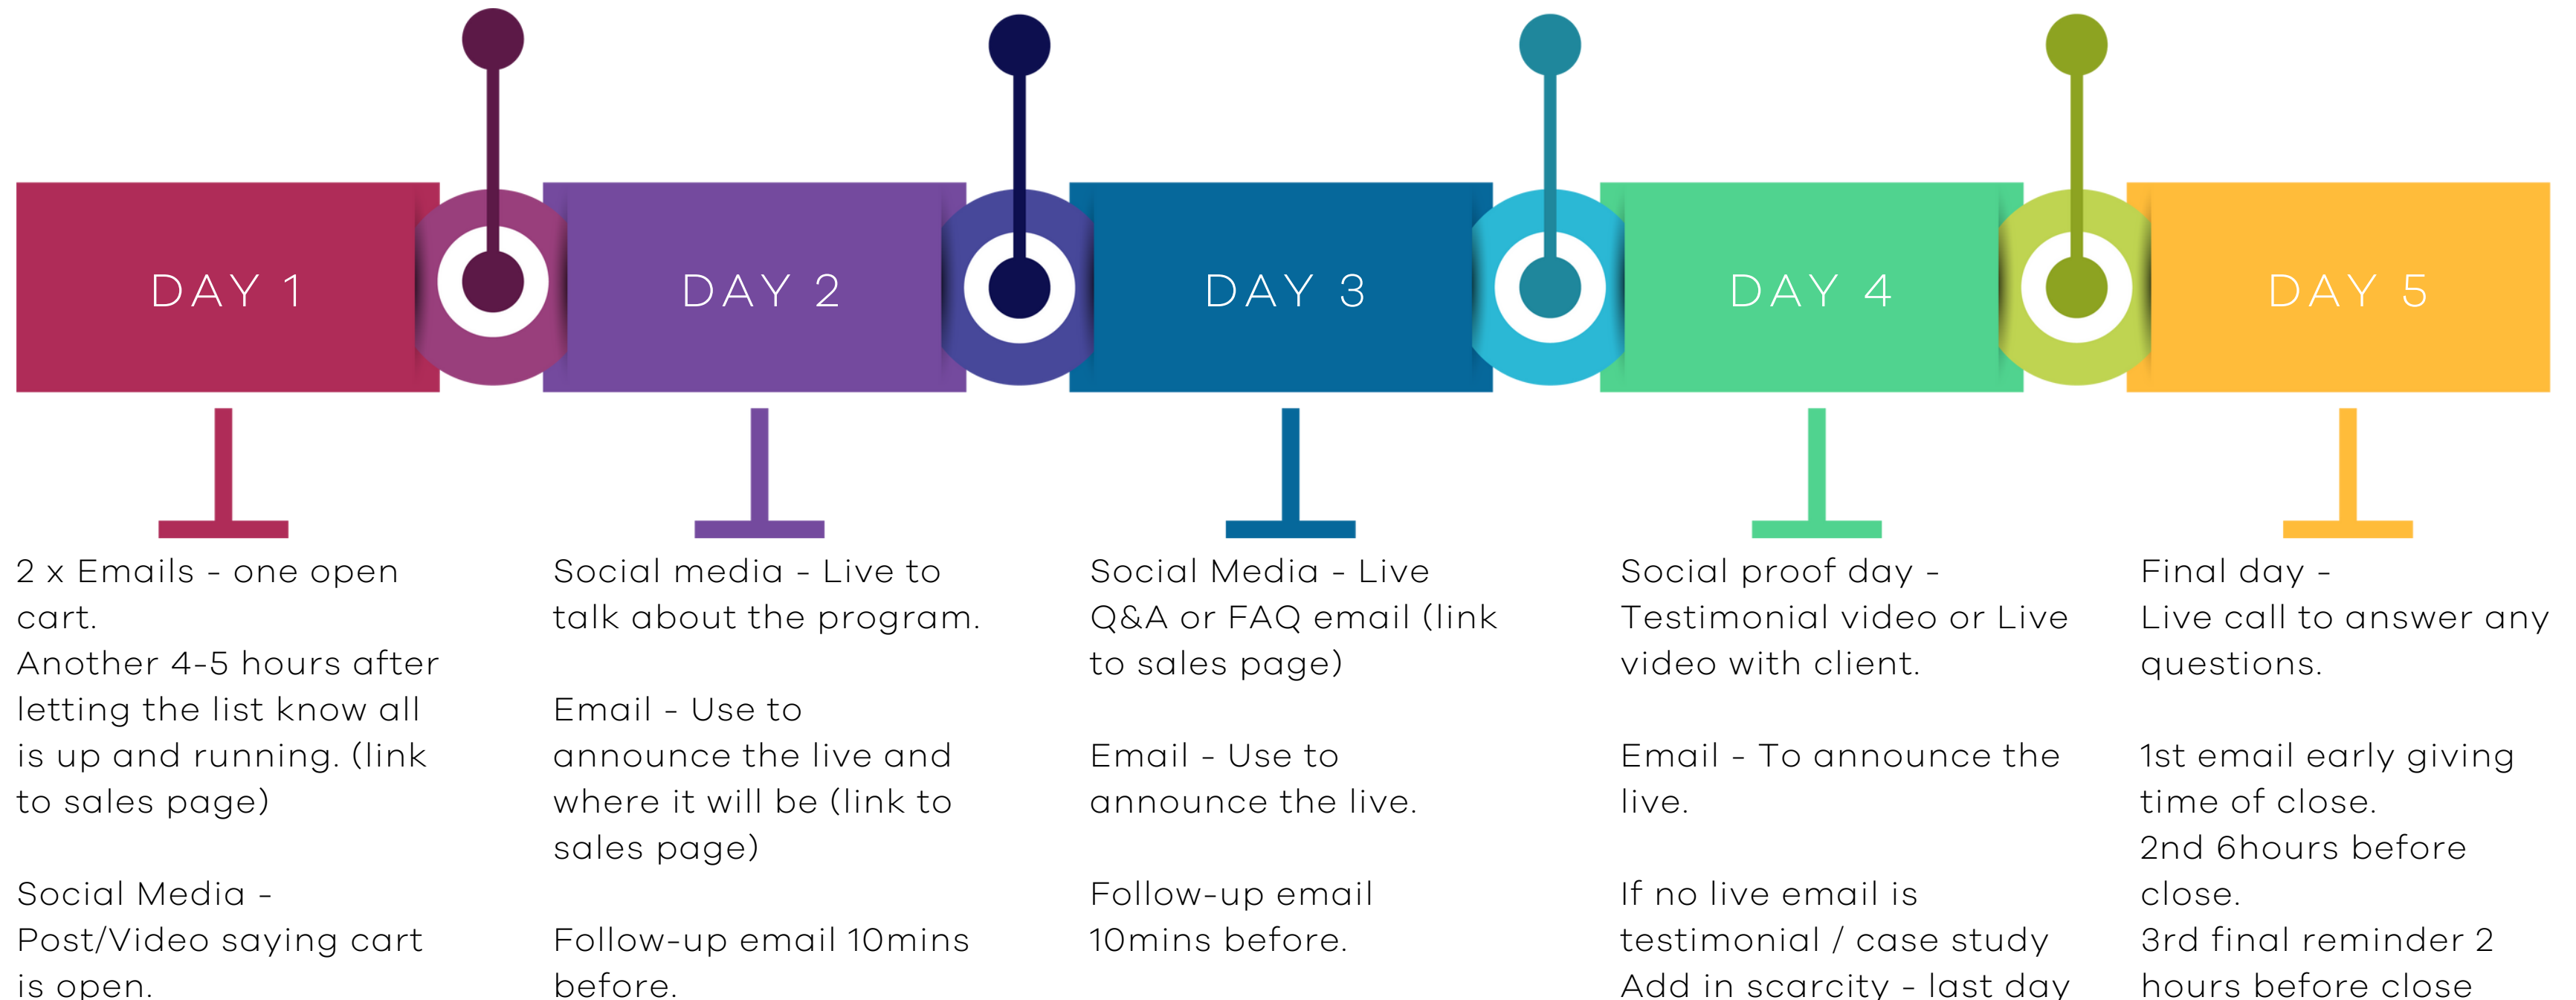 DAY 1
DAY 2
DAY 3
DAY 4
DAY 5
2 x Emails - one open
cart.
Another 4-5 hours after
letting the list know all
is up and running. (link
to sales page)
Social Media -
Post/Video saying cart
is open.
Social media - Live to
talk about the program.
Email - Use to
announce the live and
where it will be (link to
sales page)
Follow-up email 10mins
before.
Social Media - Live
Q&A or FAQ email (link
to sales page)
Email - Use to
announce the live.
Follow-up email
10mins before.
Social proof day -
Testimonial video or Live
video with client.
Email - To announce the
live.
If no live email is
testimonial / case study
Add in scarcity - last day
Final day -
Live call to answer any
questions.
1st email early giving
time of close.
2nd 6hours before
close.
3rd final reminder 2
hours before close